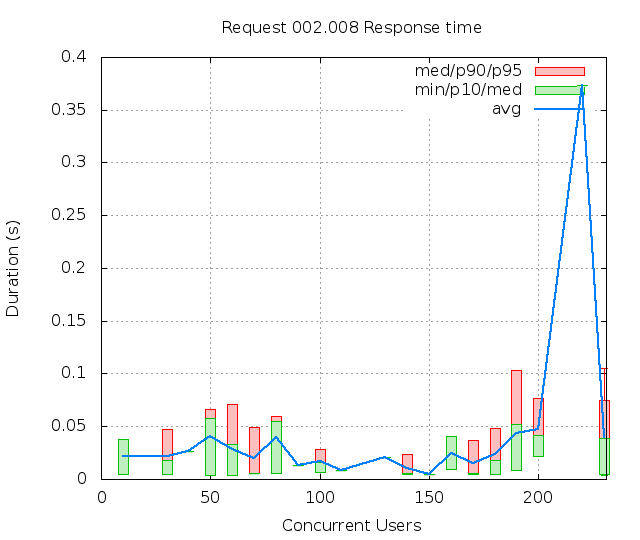 Request 002.008 Response time
med/p90/p95
min/p10/med
avg
0.4
0.35
0.3
0.25
0.2
0.15
0.1
0.05
0
0 50 100 150 200
Duration (s)
Concurrent Users